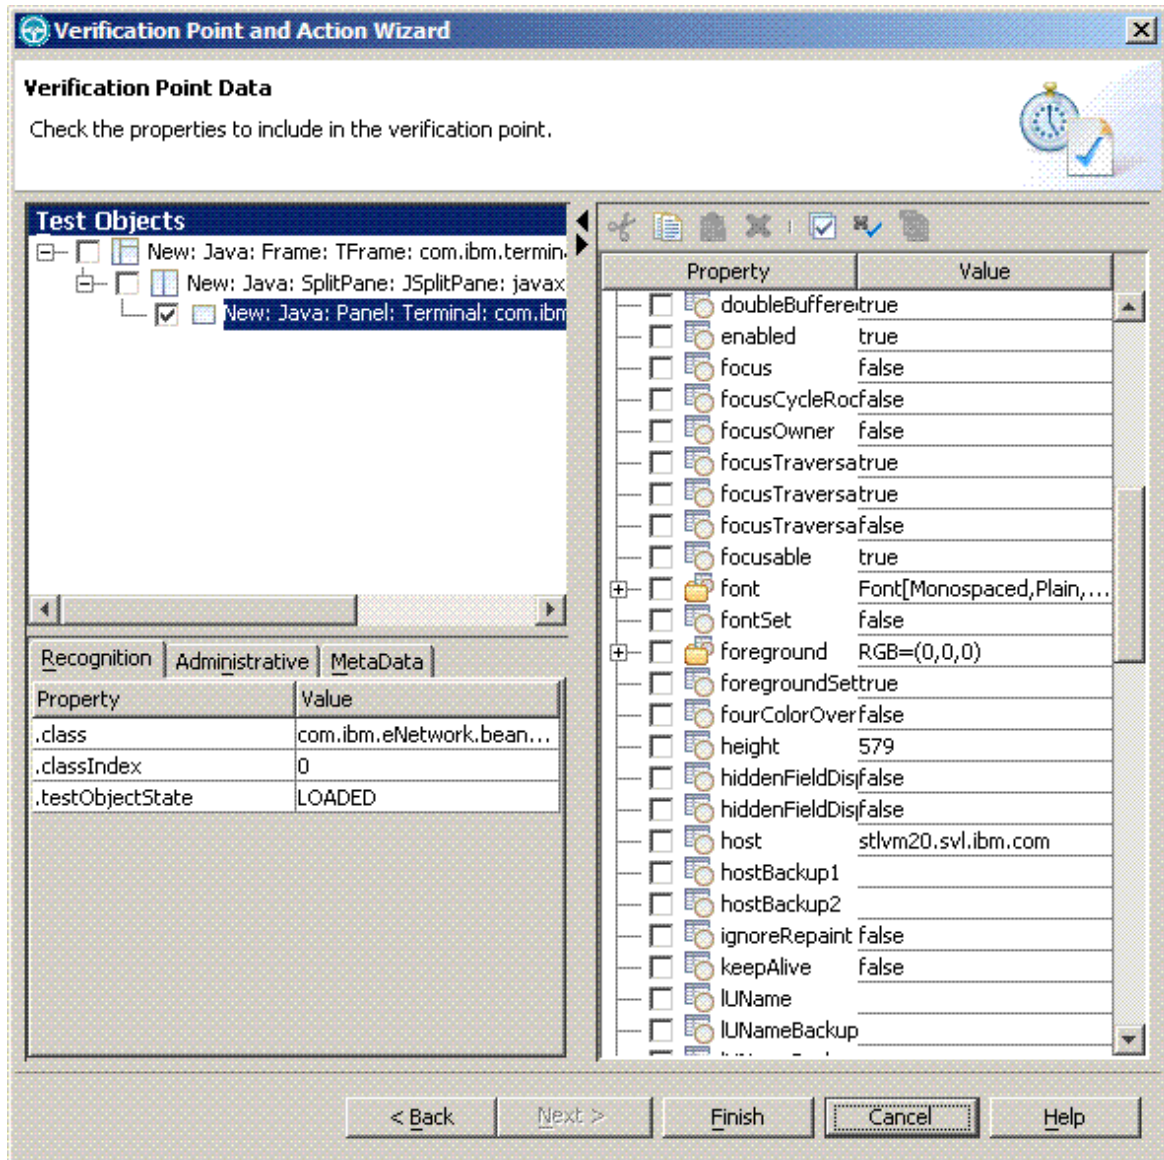 Verification Point and Action Wizard
Verification Point Data
Check the properties to include in the verification point.
Test Objects
New: Java: Frame: TFrame: com.ibm.termin
New: Java: SplitPane: JSplitPane: javax
New: Java: Panel: Terminal: com.ibm
Recognition Administrative MetaData
Property Value
.class com.ibm.eNetwork.bean...
.classIndex 0
.testObjectState LOADED
Property Value
doubleBuffere true
enabled true
focus false
focusCycleRoo false
focusOwner false
focusTraversa true
focusTraversa true
focusTraversa false
focusable true
font Font[Monospaced,Plain,...
fontSet false
foreground RGB=(0,0,0)
foregroundSet true
fourColorOver false
height 579
hiddenFieldDisp false
hiddenFieldDisp false
host stlvm20.svl.ibm.com
hostBackup1
hostBackup2
ignoreRepaint false
keepAlive false
lUName
lUNameBackup
< Back Next > Finish Cancel Help